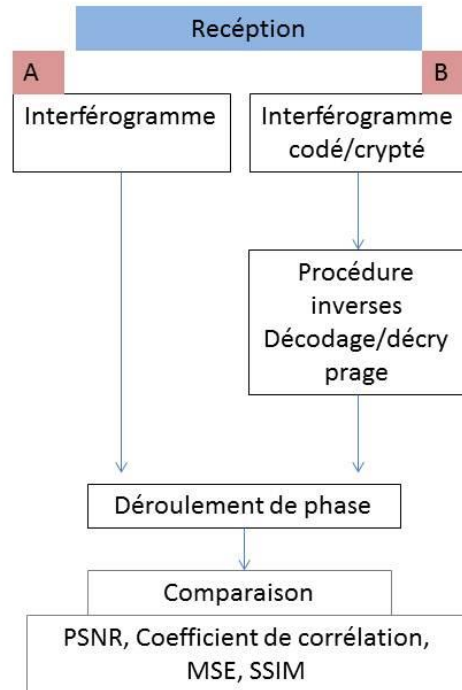 Recéption
A
B
Interférogramme
Interférogramme
codé/crypté
Procédure
inverses
Décodage/décry
prage
Déroulement de phase
Comparaison
PSNR, Coefficient de corrélation,
MSE, SSIM